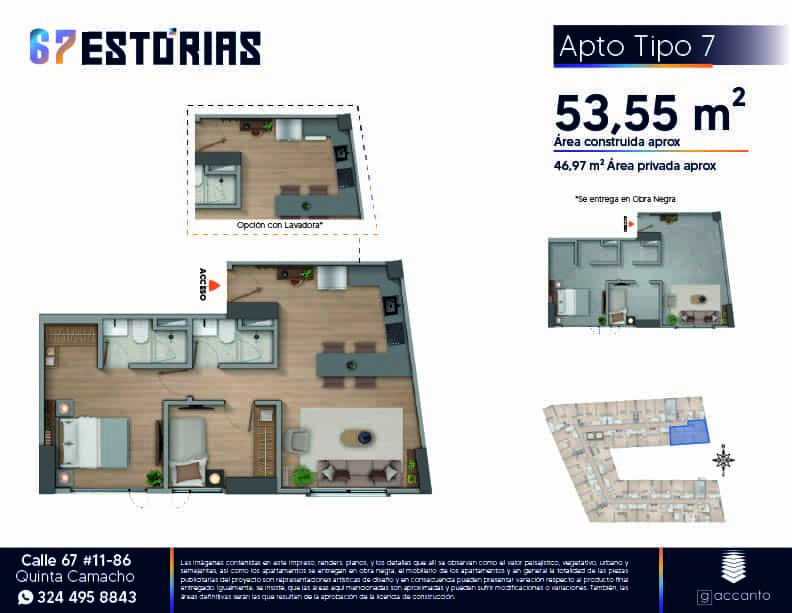 67 ESTORIAS
Apto Tipo 7
53,55 m²
Área construida aprox
46,97 m² Área privada aprox
*Se entrega en Obra Negra
Opción con Lavadora*
ACCESO
ACCESO
Calle 67 #11-86
Quinta Camacho
324 495 8843
Las imágenes contenidas en este impreso, renders, planos, y los detalles que allí se observan como el valor paisajístico, vegetativo, urbano y
semejantes, así como los apartamentos se entregan en obra negra, el mobiliario de los apartamentos y en general la totalidad de las piezas
publicitarias del proyecto son representaciones artísticas de diseño y en consecuencia pueden presentar variación respecto al producto final
entregado. Igualmente, se insiste, que las áreas aquí mencionadas son aproximadas y pueden sufrir modificaciones o variaciones. También, las
áreas definitivas serán las que resulten de la aprobación de la licencia de construcción.
g accanto